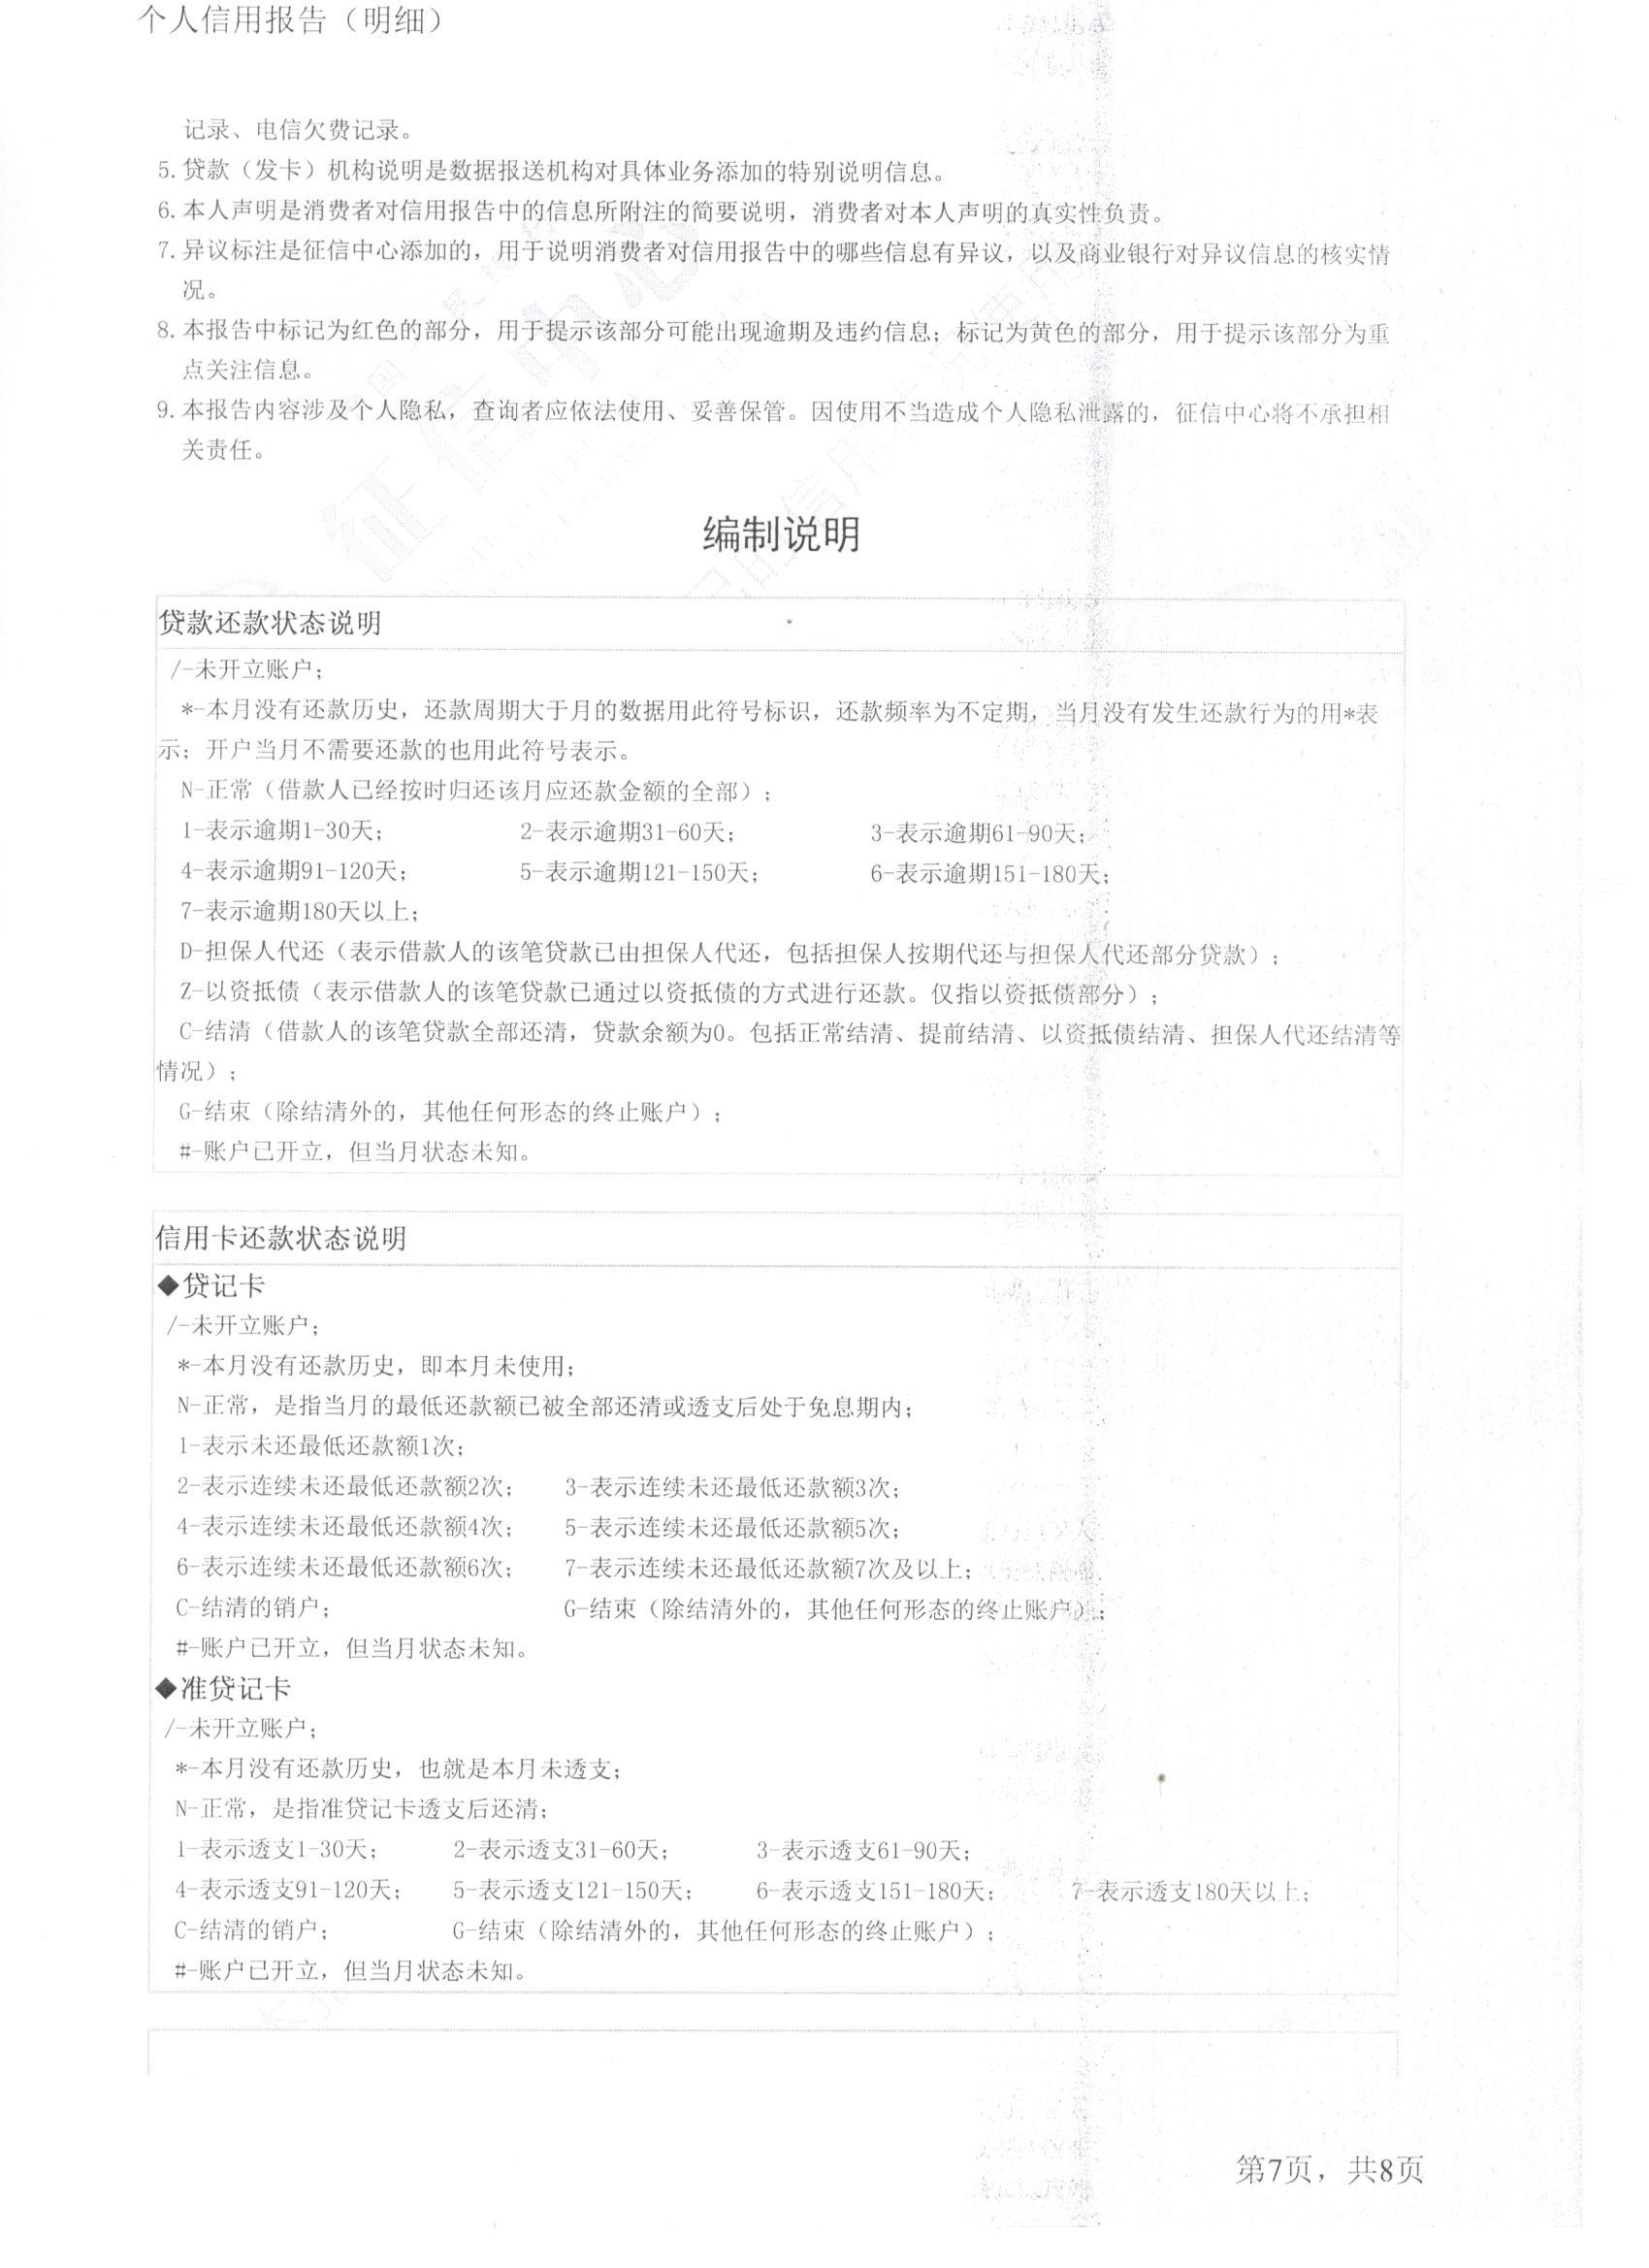 个人信用报告（明细）
记录、电信欠费记录。
5. 贷款（发卡）机构说明是数据报送机构对具体业务添加的特别说明信息。
6. 本人声明是消费者对信用报告中的信息所附注的简要说明，消费者对本人声明的真实性负责。
7. 异议标注是征信中心添加的，用于说明消费者对信用报告中的哪些信息有异议，以及商业银行对异议信息的核实情
况。
8. 本报告中标记为红色的部分，用于提示该部分可能出现逾期及违约信息；标记为黄色的部分，用于提示该部分为重
点关注信息。
9. 本报告内容涉及个人隐私，查询者应依法使用、妥善保管。因使用不当造成个人隐私泄露的，征信中心将不承担相
关责任。
编制说明
贷款还款状态说明
/-未开立账户；
*-本月没有还款历史，还款周期大于月的数据用此符号标识，还款频率为不定期，当月没有发生还款行为的用*表
示；开户当月不需要还款的也用此符号表示。
N-正常（借款人已经按时归还该月应还款金额的全部）；
1-表示逾期1-30天； 2-表示逾期31-60天； 3-表示逾期61-90天；
4-表示逾期91-120天； 5-表示逾期121-150天； 6-表示逾期151-180天；
7-表示逾期180天以上；
D-担保人代还（表示借款人的该笔贷款已由担保人代还，包括担保人按期代还与担保人代还部分贷款）；
Z-以资抵债（表示借款人的该笔贷款已通过以资抵债的方式进行还款。仅指以资抵债部分）；
C-结清（借款人的该笔贷款全部还清，贷款余额为0。包括正常结清、提前结清、以资抵债结清、担保人代还结清等
情况）；
G-结束（除结清外的，其他任何形态的终止账户）；
#-账户已开立，但当月状态未知。
信用卡还款状态说明
◆贷记卡
/-未开立账户；
*-本月没有还款历史，即本月未使用；
N-正常，是指当月的最低还款额已被全部还清或透支后处于免息期内；
1-表示未还最低还款额1次；
2-表示连续未还最低还款额2次； 3-表示连续未还最低还款额3次；
4-表示连续未还最低还款额4次； 5-表示连续未还最低还款额5次；
6-表示连续未还最低还款额6次； 7-表示连续未还最低还款额7次及以上；
C-结清的销户； G-结束（除结清外的，其他任何形态的终止账户）；
#-账户已开立，但当月状态未知。
◆准贷记卡
/-未开立账户；
*-本月没有还款历史，也就是本月未透支；
N-正常，是指准贷记卡透支后还清；
1-表示透支1-30天； 2-表示透支31-60天； 3-表示透支61-90天；
4-表示透支91-120天； 5-表示透支121-150天； 6-表示透支151-180天； 7-表示透支180天以上；
C-结清的销户； G-结束（除结清外的，其他任何形态的终止账户）；
#-账户已开立，但当月状态未知。
第7页，共8页
征信中心